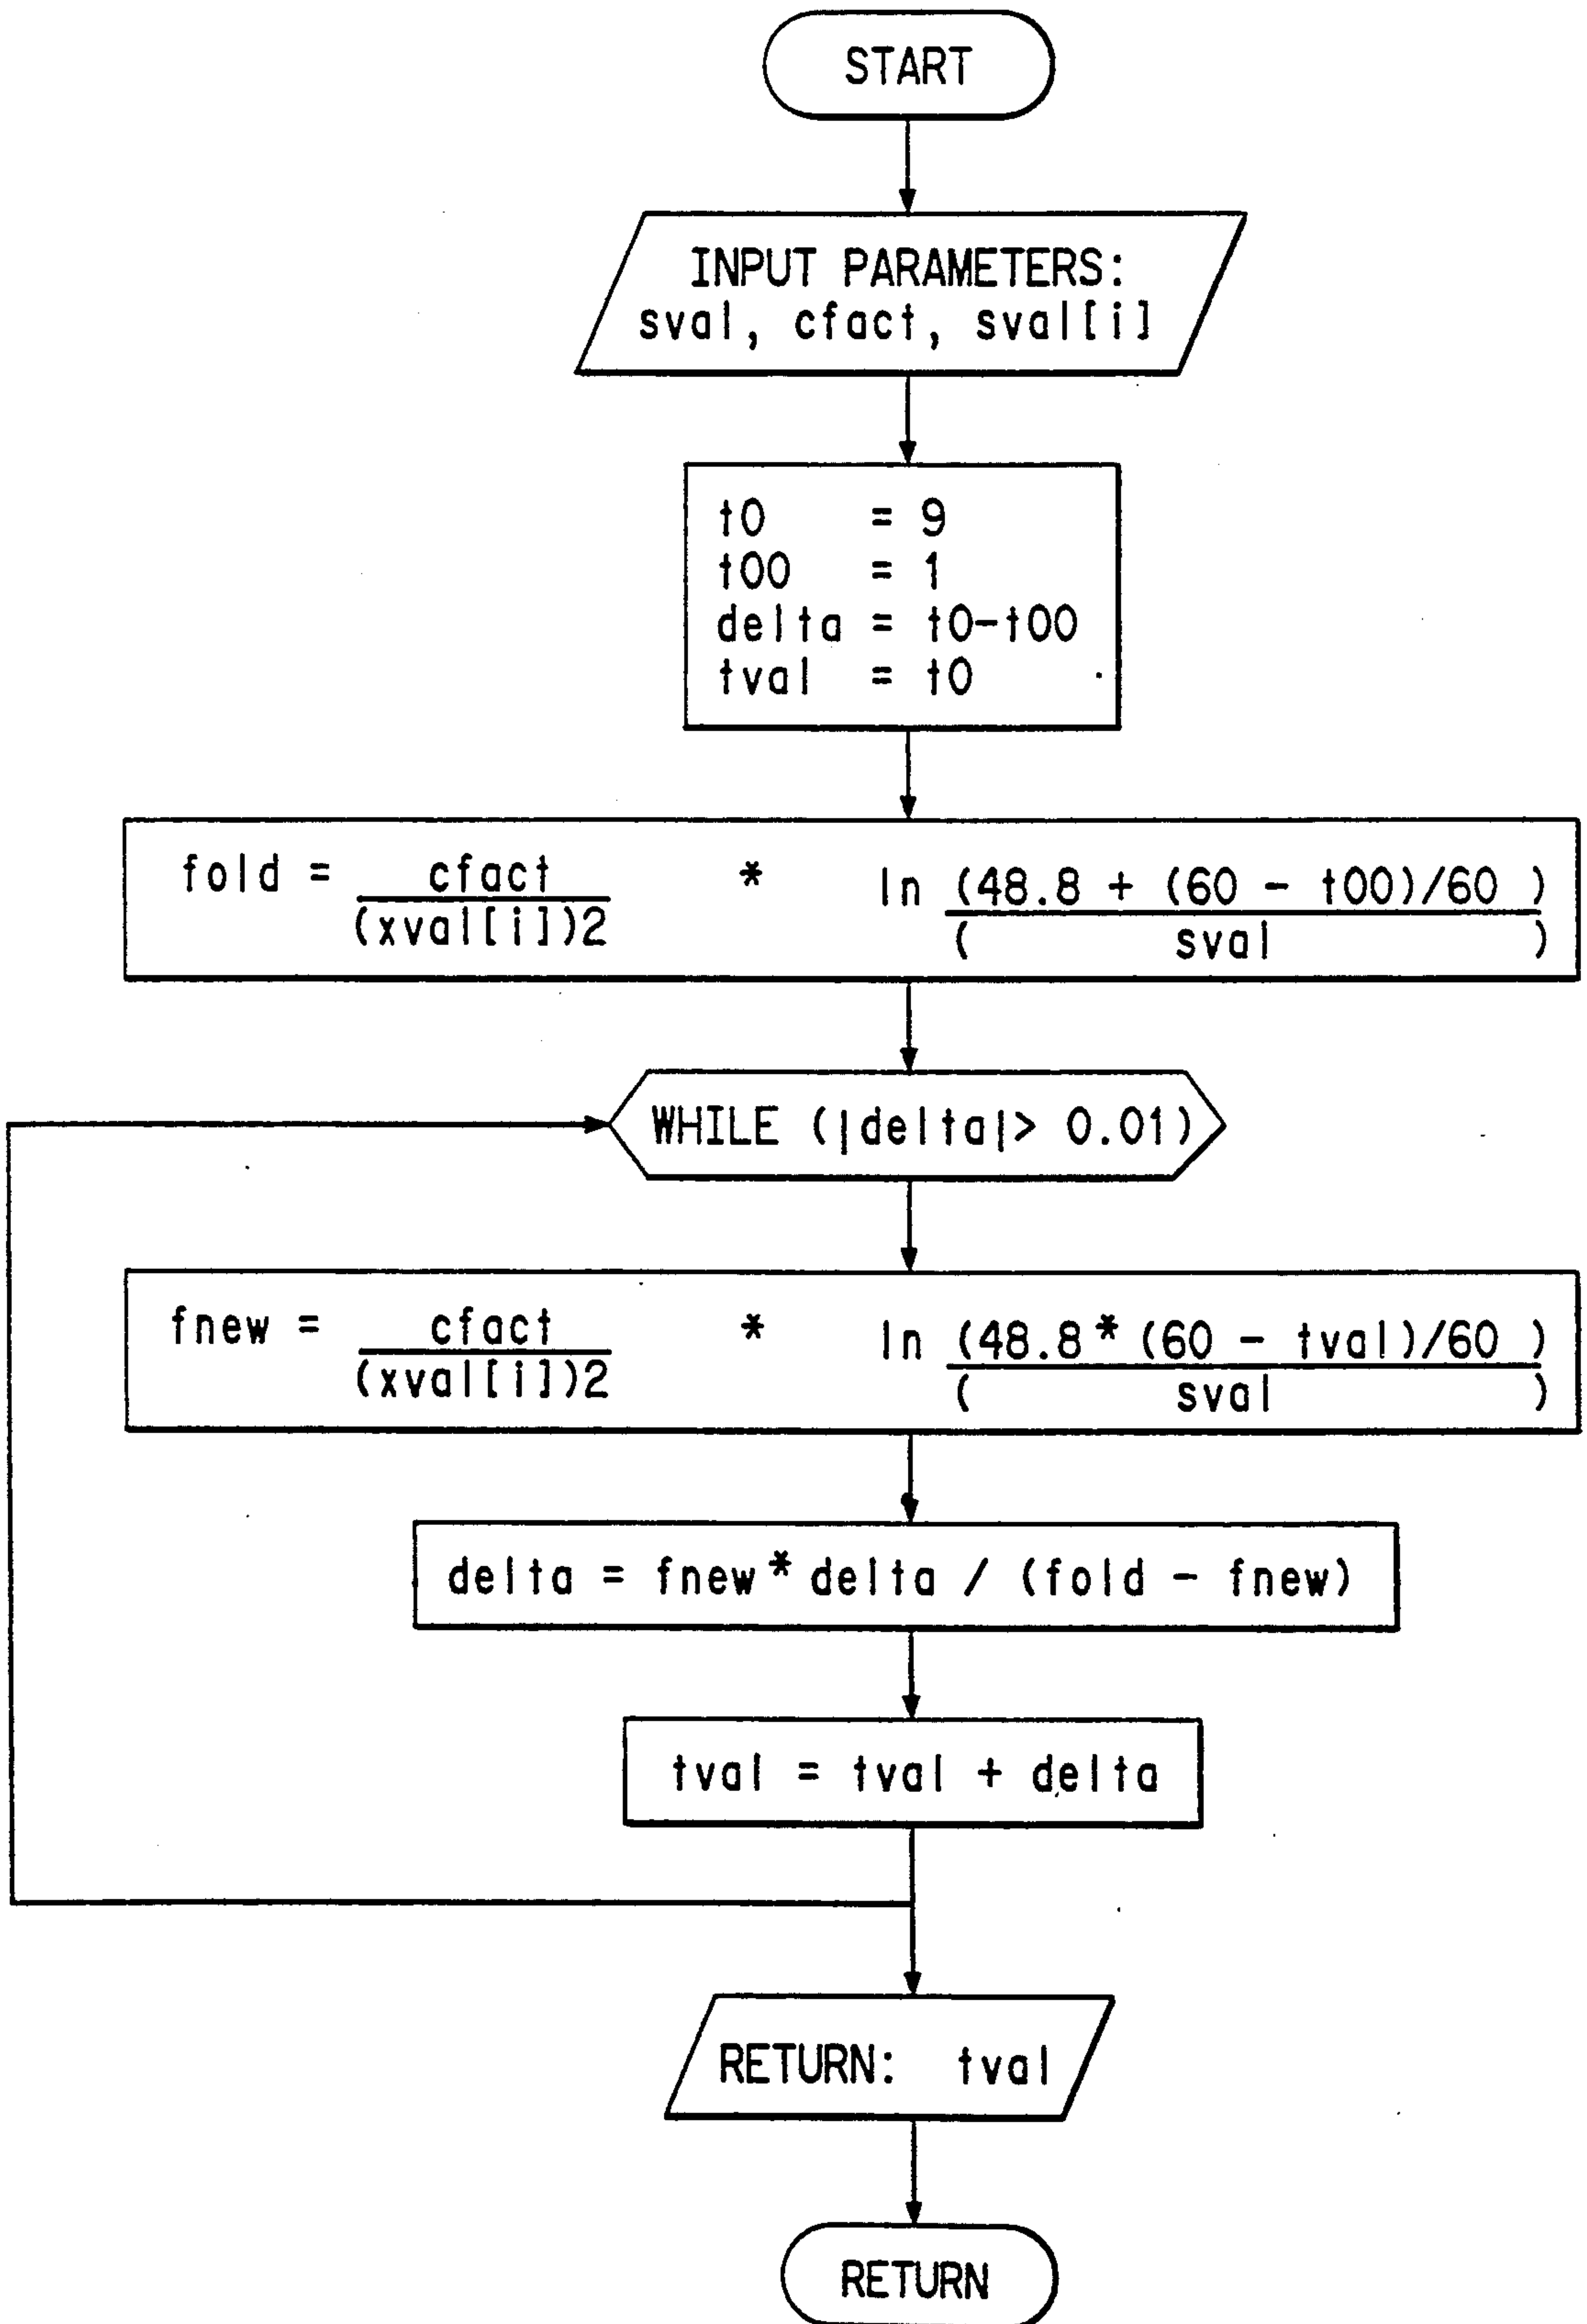 START
INPUT PARAMETERS:
sval, cfact, sval[i]
t0 = 9
t00 = 1
delta = t0-t00
tval = t0
fold = cfact * ln (48.8 + (60 - t00)/60 )
(xval[i])2 ( sval )
WHILE (|delta|> 0.01)
fnew = cfact * ln (48.8* (60 - tval)/60 )
(xval[i])2 ( sval )
delta = fnew* delta / (fold - fnew)
tval = tval + delta
RETURN: tval
RETURN